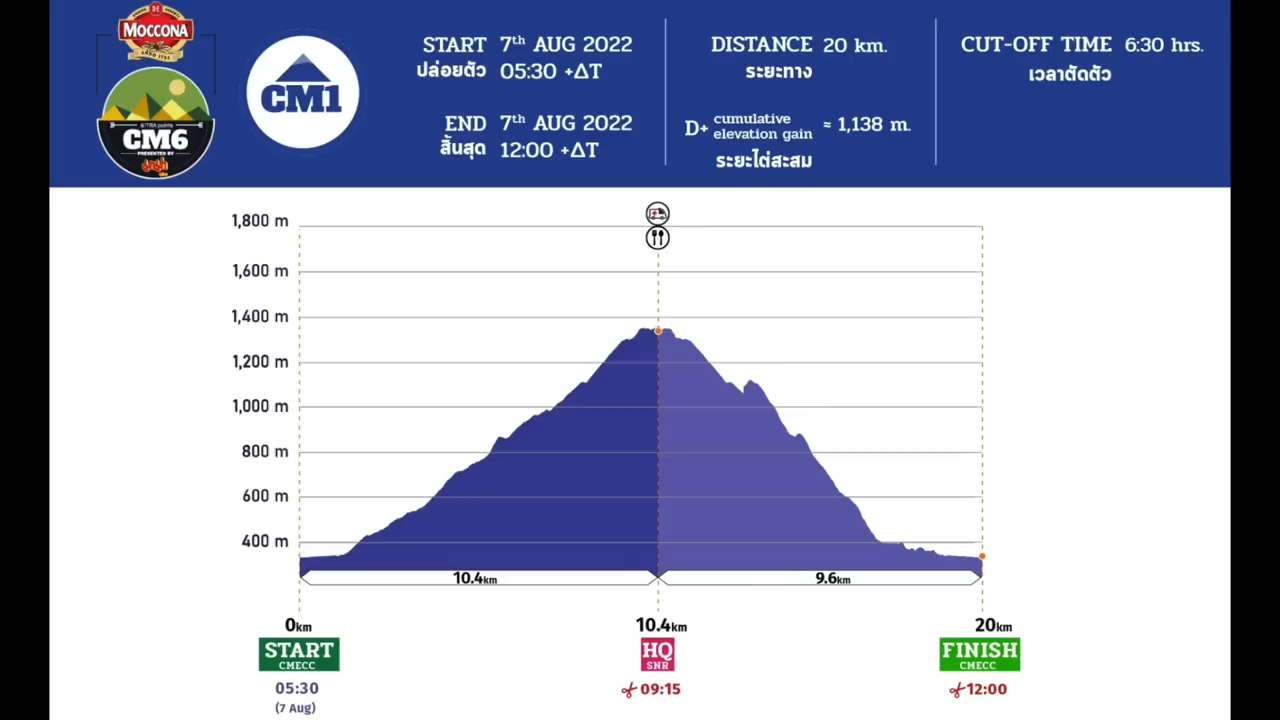 MOCCONA
CM6
PRESENTED BY
CM1
START 7th AUG 2022
ปล่อยตัว 05:30 +ΔT
END 7th AUG 2022
สิ้นสุด 12:00 +ΔT
DISTANCE 20 km.
ระยะทาง
D+ cumulative elevation gain ≈ 1,138 m.
ระยะไต่สะสม
CUT-OFF TIME 6:30 hrs.
เวลาตัดตัว
1,800 m
1,600 m
1,400 m
1,200 m
1,000 m
800 m
600 m
400 m
10.4km 9.6km
0km 10.4km 20km
START HQ FINISH
CMECC SNR CMECC
05:30 09:15 12:00
(7 Aug)